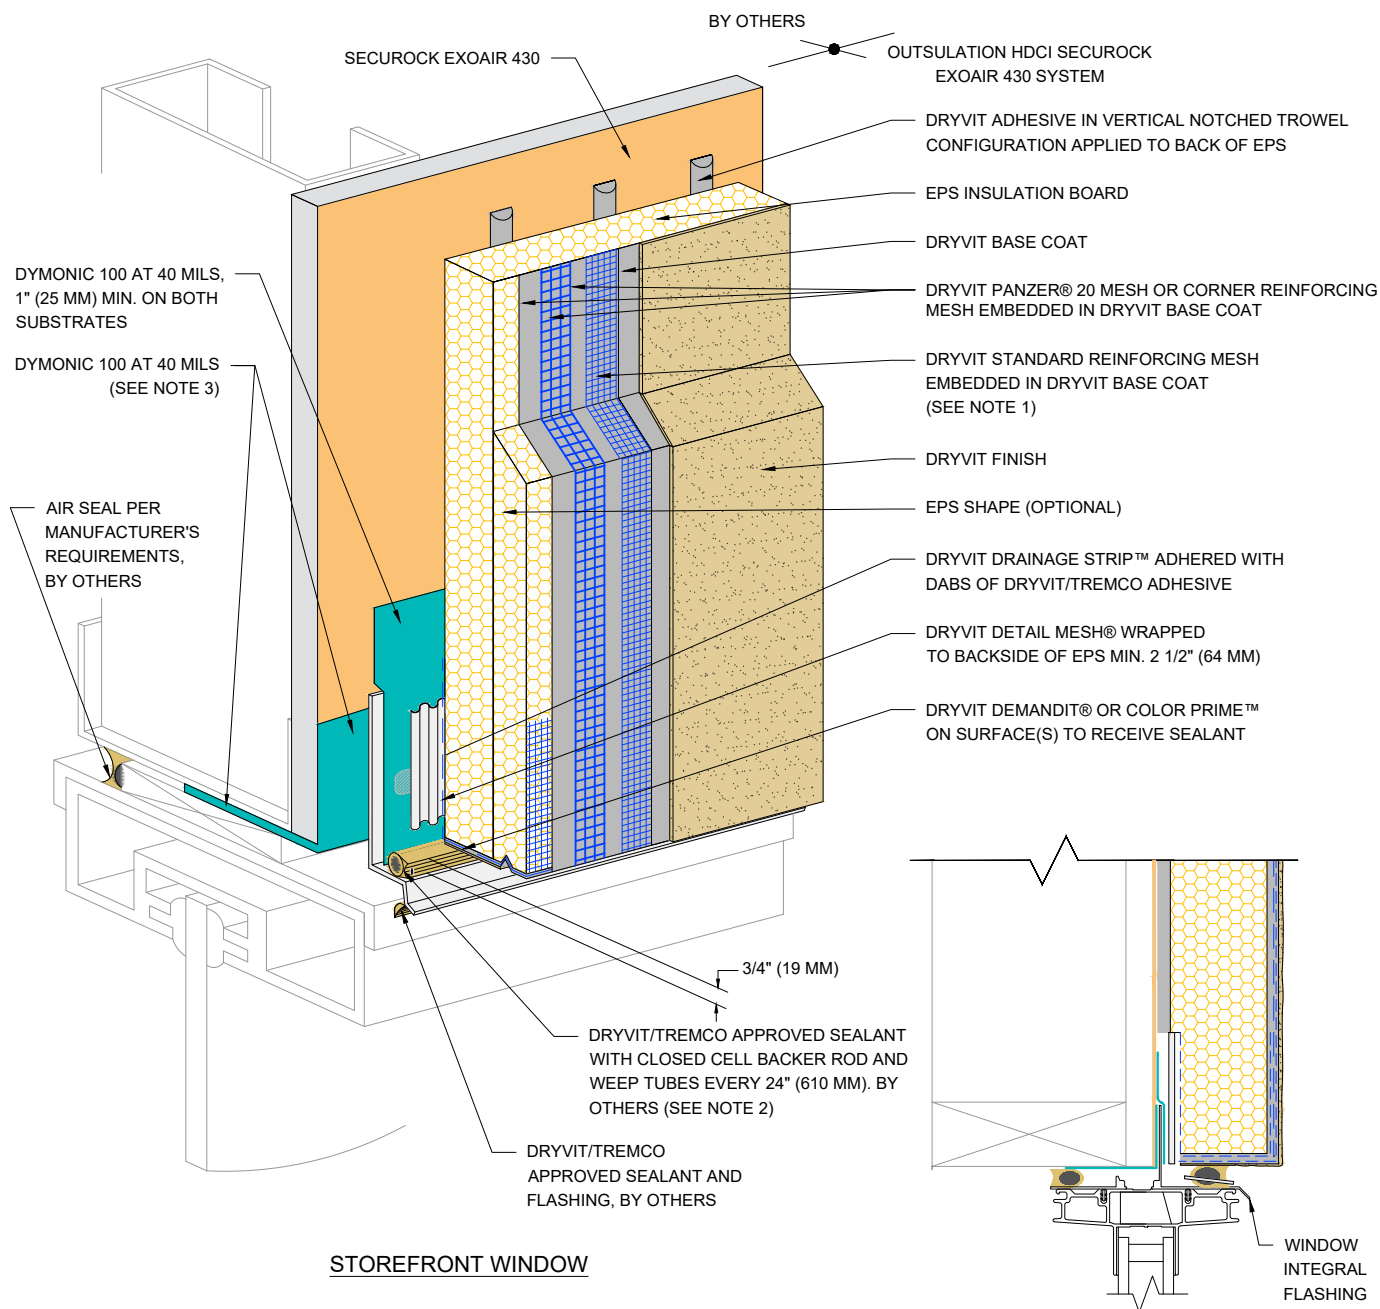 BY OTHERS
OUTSULATION HDCI SECUROCK
EXOAIR 430 SYSTEM
SECUROCK EXOAIR 430
DRYVIT ADHESIVE IN VERTICAL NOTCHED TROWEL
CONFIGURATION APPLIED TO BACK OF EPS
EPS INSULATION BOARD
DRYVIT BASE COAT
DRYVIT PANZER® 20 MESH OR CORNER REINFORCING
MESH EMBEDDED IN DRYVIT BASE COAT
DRYVIT STANDARD REINFORCING MESH
EMBEDDED IN DRYVIT BASE COAT
(SEE NOTE 1)
DRYVIT FINISH
EPS SHAPE (OPTIONAL)
DRYVIT DRAINAGE STRIP™ ADHERED WITH
DABS OF DRYVIT/TREMCO ADHESIVE
DRYVIT DETAIL MESH® WRAPPED
TO BACKSIDE OF EPS MIN. 2 1/2" (64 MM)
DRYVIT DEMANDIT® OR COLOR PRIME™
ON SURFACE(S) TO RECEIVE SEALANT
DYMONIC 100 AT 40 MILS,
1" (25 MM) MIN. ON BOTH
SUBSTRATES
DYMONIC 100 AT 40 MILS
(SEE NOTE 3)
AIR SEAL PER
MANUFACTURER'S
REQUIREMENTS,
BY OTHERS
3/4" (19 MM)
DRYVIT/TREMCO APPROVED SEALANT
WITH CLOSED CELL BACKER ROD AND
WEEP TUBES EVERY 24" (610 MM). BY
OTHERS (SEE NOTE 2)
DRYVIT/TREMCO
APPROVED SEALANT AND
FLASHING, BY OTHERS
STOREFRONT WINDOW
WINDOW
INTEGRAL
FLASHING